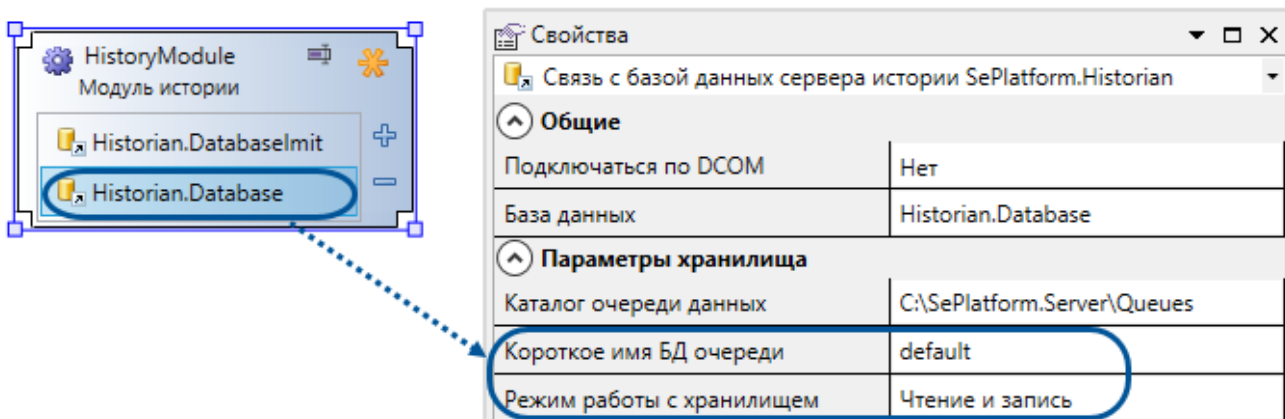 HistoryModule
Модуль истории
Historian.DatabaseImit
Historian.Database
Свойства
Связь с базой данных сервера истории SePlatform.Historian
Общие
Подключаться по DCOM Нет
База данных Historian.Database
Параметры хранилища
Каталог очереди данных C:\SePlatform.Server\Queues
Короткое имя БД очереди default
Режим работы с хранилищем Чтение и запись